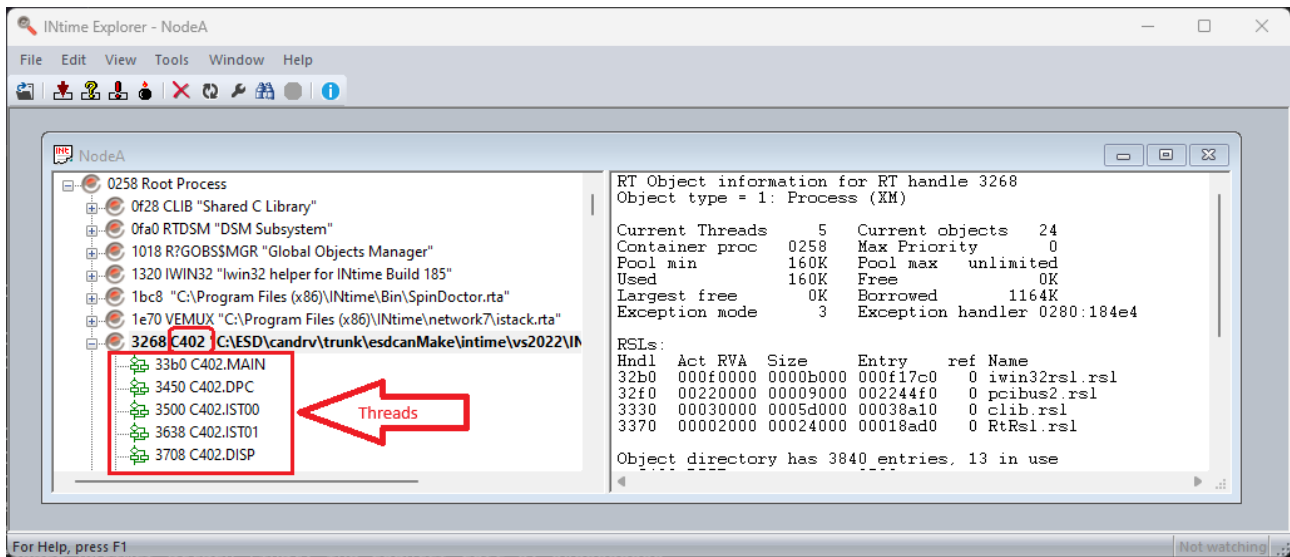 INtime Explorer - NodeA
File Edit View Tools Window Help
NodeA
0258 Root Process
0f28 CLIB "Shared C Library"
0fa0 RTDSM "DSM Subsystem"
1018 R?GOBS$MGR "Global Objects Manager"
1320 IWIN32 "Iwin32 helper for INtime Build 185"
1bc8 "C:\Program Files (x86)\INtime\Bin\SpinDoctor.rta"
1e70 VEMUX "C:\Program Files (x86)\INtime\network7\istack.rta"
3268 C402 "C:\ESD\candrv\trunk\esdcanMake\intime\vs2022\IN
33b0 C402.MAIN
3450 C402.DPC
3500 C402.IST00
3638 C402.IST01
3708 C402.DISP
Threads
RT Object information for RT handle 3268
Object type = 1: Process (XM)
Current Threads 5 Current objects 24
Container proc 0258 Max Priority 0
Pool min 160K Pool max unlimited
Used 160K Free 0K
Largest free 0K Borrowed 1164K
Exception mode 3 Exception handler 0280:184e4
RSLs:
Hndl Act RVA Size Entry ref Name
32b0 000f0000 0000b000 000f17c0 0 iwin32rsl.rsl
32f0 00220000 00009000 002244f0 0 pcibus2.rsl
3330 00030000 0005d000 00038a10 0 clib.rsl
3370 00002000 00024000 00018ad0 0 RtRsl.rsl
Object directory has 3840 entries, 13 in use
For Help, press F1
Not watching